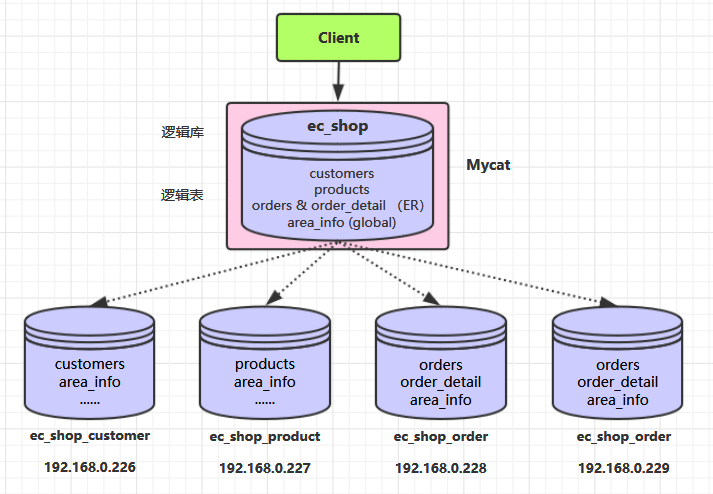 Client
逻辑库
ec_shop
逻辑表
customers
products
orders & order_detail （ER）
area_info (global)
Mycat
customers
area_info
......
products
area_info
......
orders
order_detail
area_info
orders
order_detail
area_info
ec_shop_customer
ec_shop_product
ec_shop_order
ec_shop_order
192.168.0.226
192.168.0.227
192.168.0.228
192.168.0.229